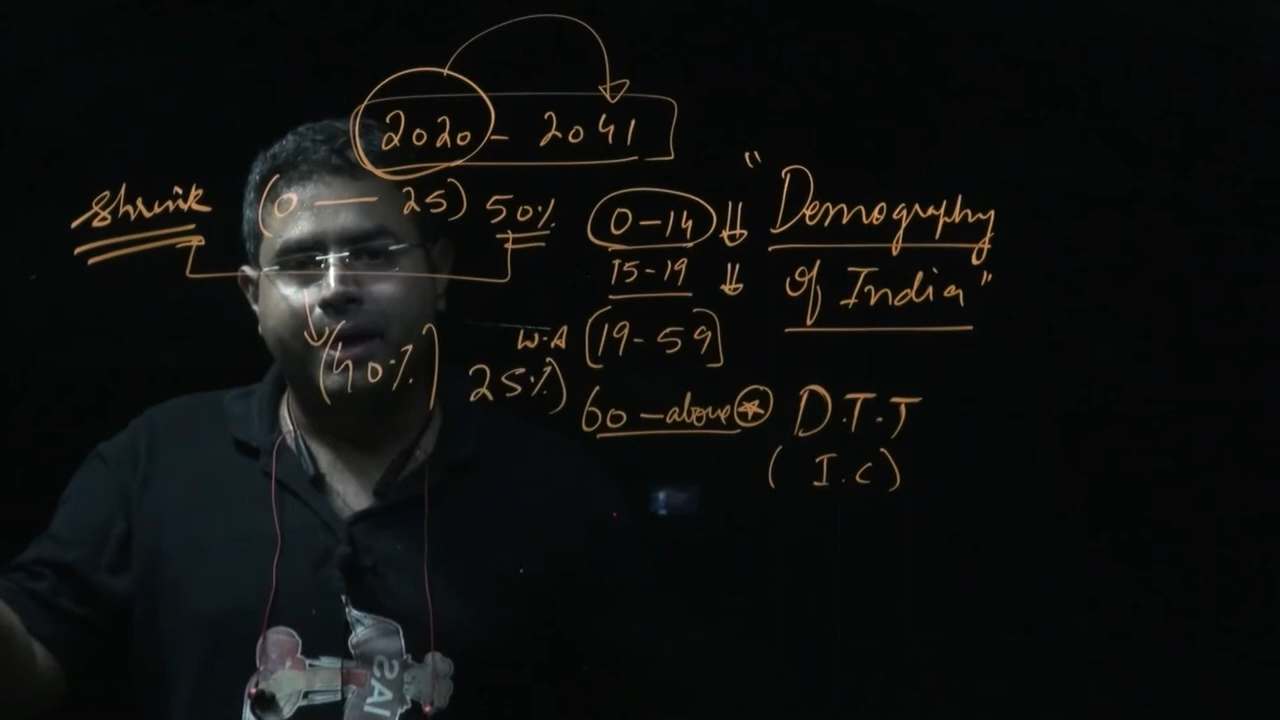 2020 - 2041
"Demography
of India"
Shrink (0 — 25) 50%
0-14
15-19
W.A [19-59]
(40%) 25%)
60-above
D.T.T
(I.C)
SAI